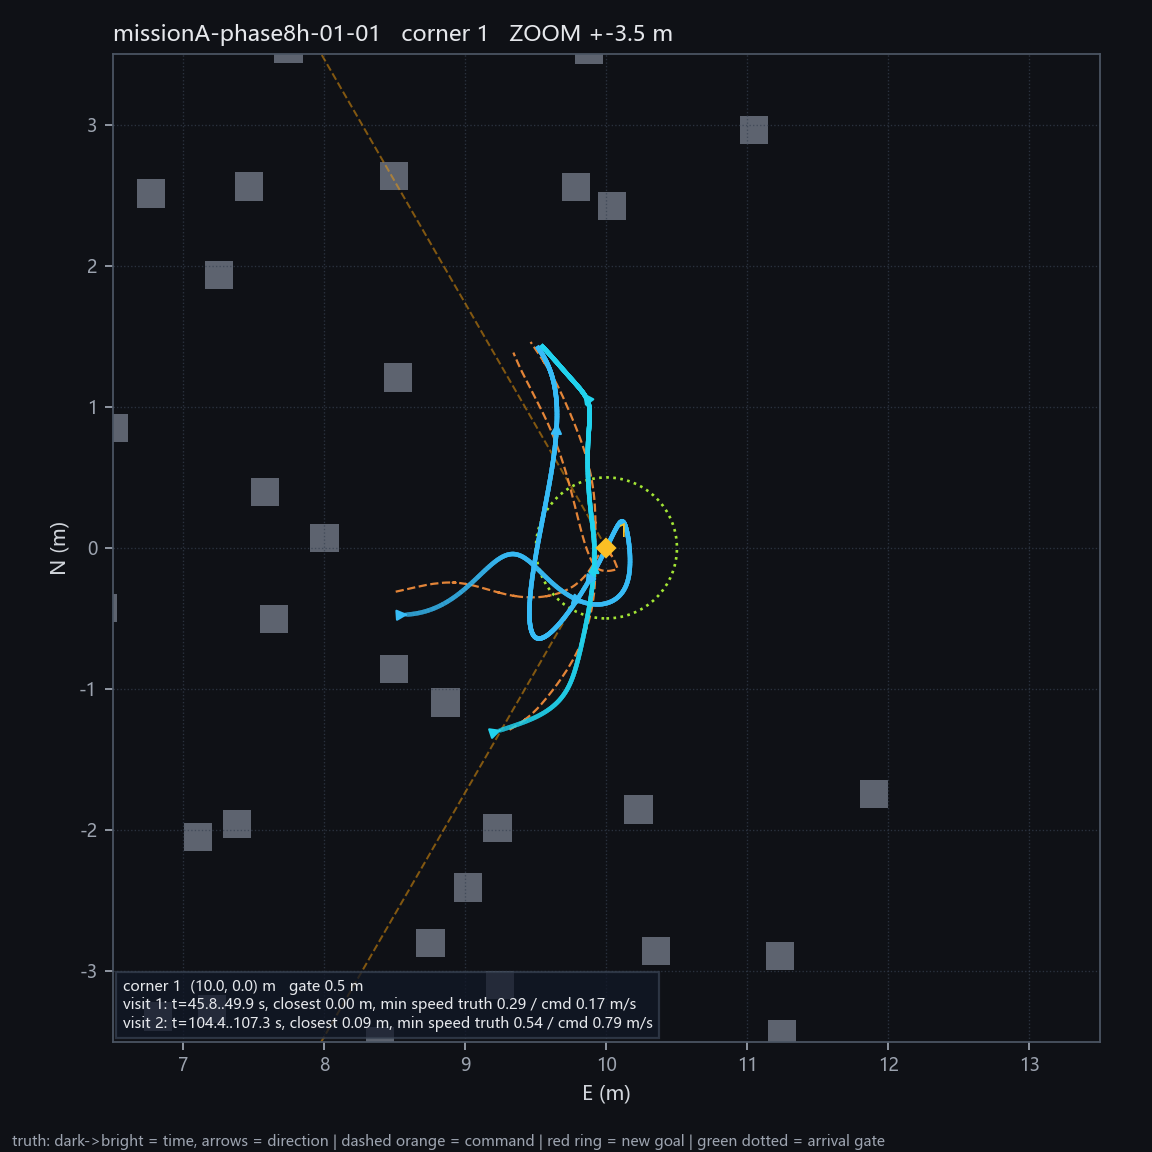 missionA-phase8h-01-01   corner 1   ZOOM +-3.5 m
3
2
1
0
-1
-2
-3
N (m)
corner 1  (10.0, 0.0) m   gate 0.5 m
visit 1: t=45.8..49.9 s, closest 0.00 m, min speed truth 0.29 / cmd 0.17 m/s
visit 2: t=104.4..107.3 s, closest 0.09 m, min speed truth 0.54 / cmd 0.79 m/s
7 8 9 10 11 12 13
E (m)
truth: dark->bright = time, arrows = direction | dashed orange = command | red ring = new goal | green dotted = arrival gate